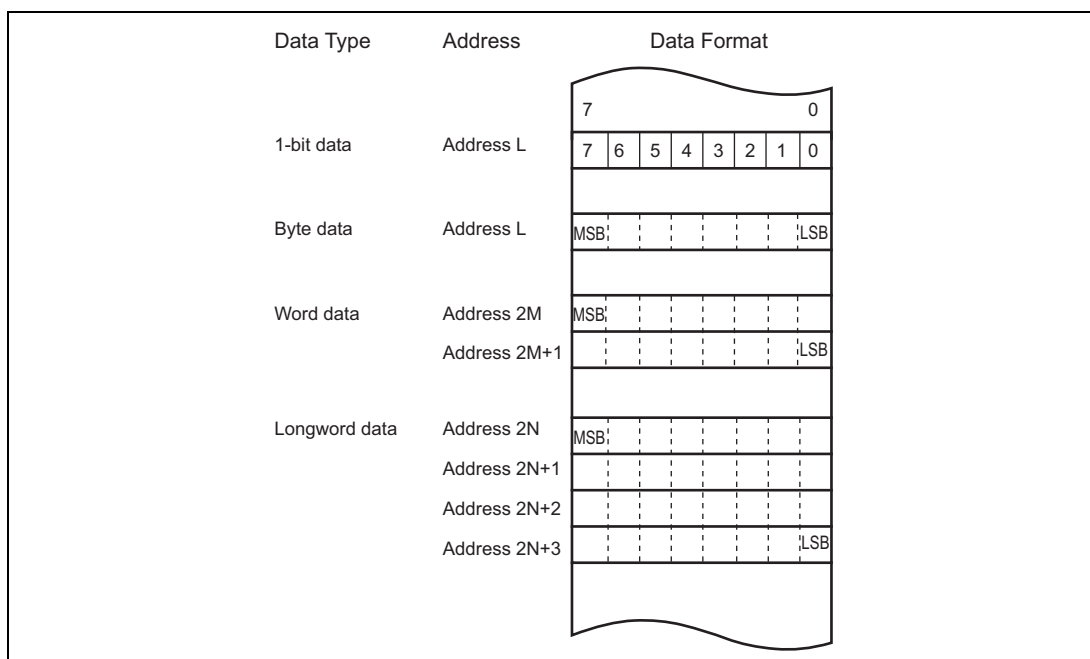 Data Type Address Data Format
7 0
1-bit data Address L 7 6 5 4 3 2 1 0
Byte data Address L MSB LSB
Word data Address 2M MSB
Address 2M+1 LSB
Longword data Address 2N MSB
Address 2N+1
Address 2N+2
Address 2N+3 LSB